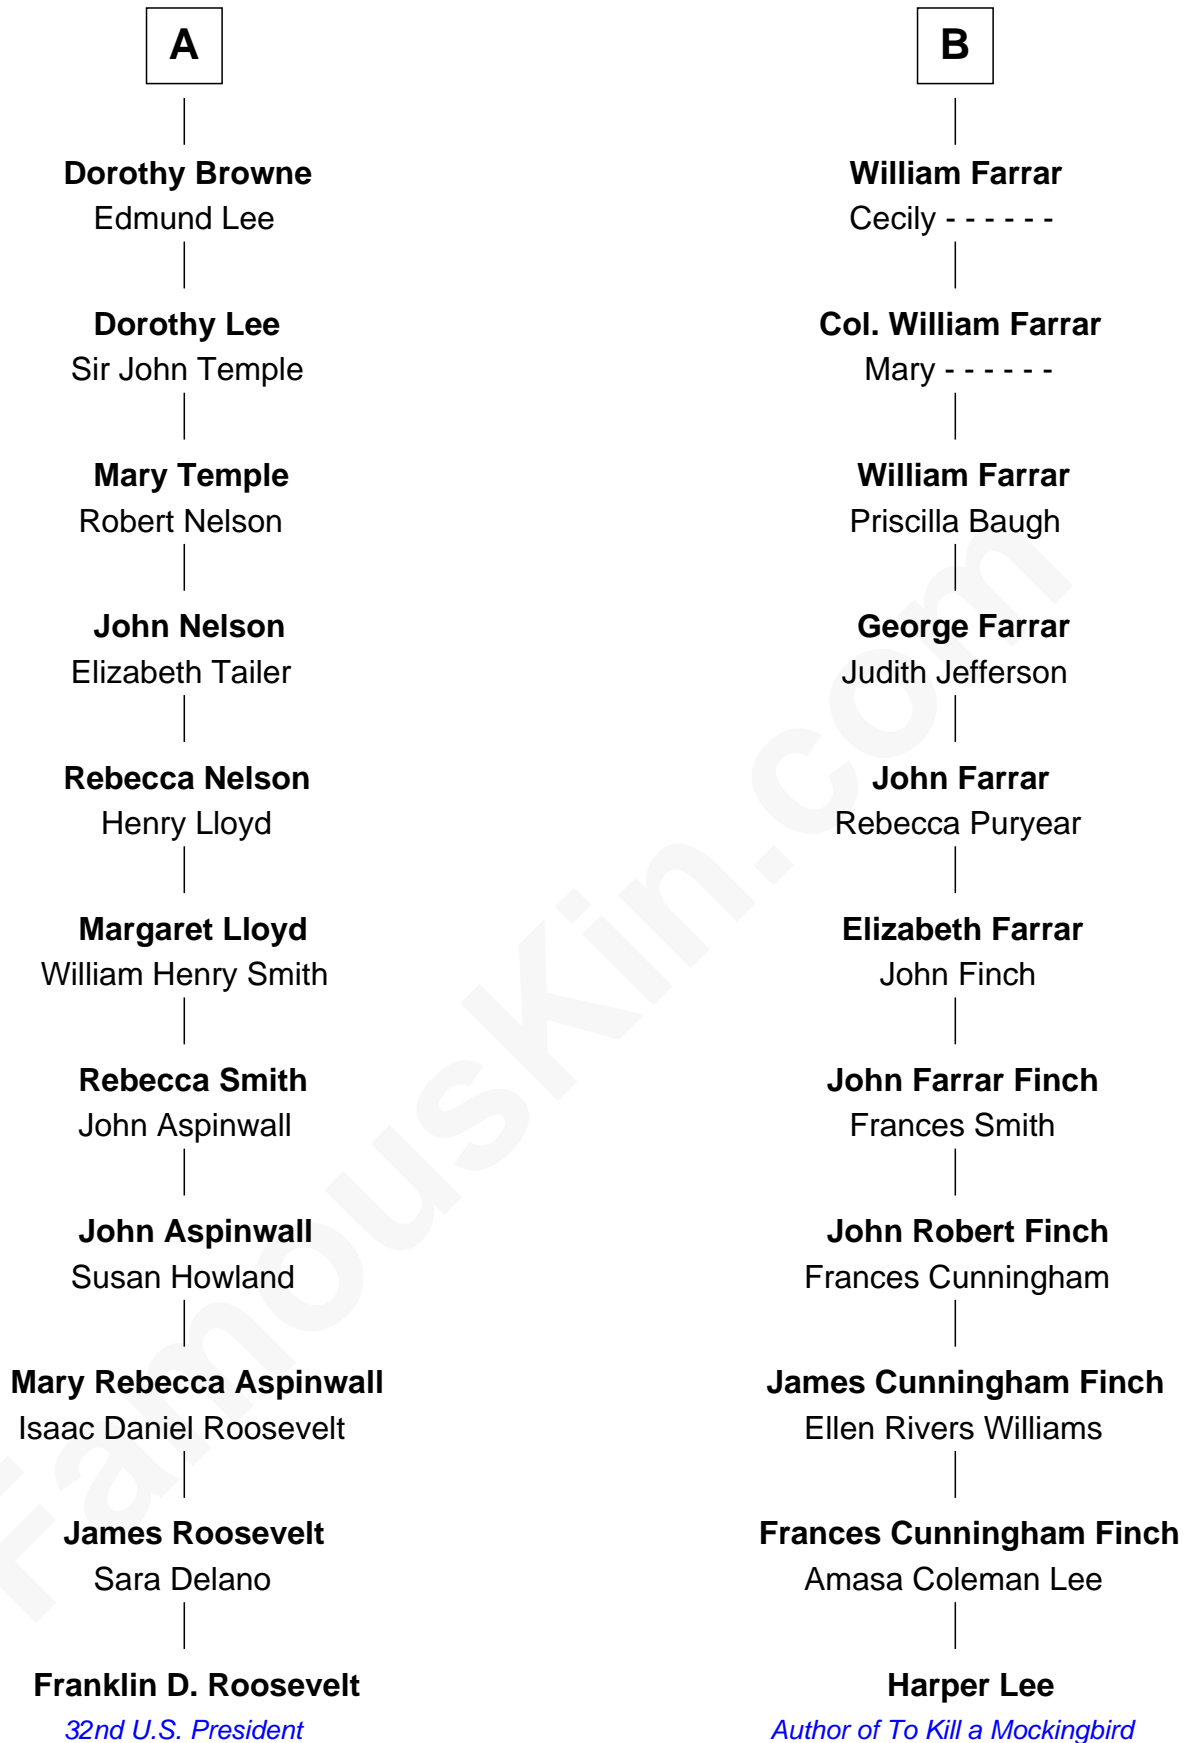 A
Dorothy Browne
Edmund Lee
Dorothy Lee
Sir John Temple
Mary Temple
Robert Nelson
John Nelson
Elizabeth Tailer
Rebecca Nelson
Henry Lloyd
Margaret Lloyd
William Henry Smith
Rebecca Smith
John Aspinwall
John Aspinwall
Susan Howland
Mary Rebecca Aspinwall
Isaac Daniel Roosevelt
James Roosevelt
Sara Delano
Franklin D. Roosevelt
32nd U.S. President
B
William Farrar
Cecily - - - - - -
Col. William Farrar
Mary - - - - - -
William Farrar
Priscilla Baugh
George Farrar
Judith Jefferson
John Farrar
Rebecca Puryear
Elizabeth Farrar
John Finch
John Farrar Finch
Frances Smith
John Robert Finch
Frances Cunningham
James Cunningham Finch
Ellen Rivers Williams
Frances Cunningham Finch
Amasa Coleman Lee
Harper Lee
Author of To Kill a Mockingbird
FamousKin.com